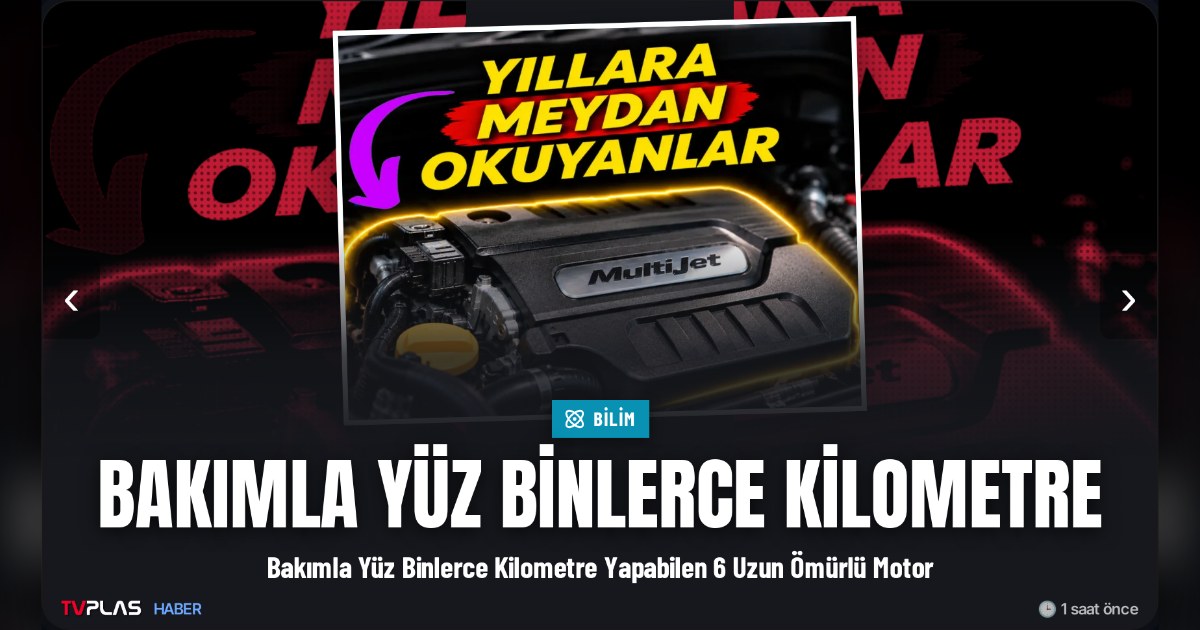 YILLARA
MEYDAN
OKUYANLAR
MultiJet
BİLİM
BAKIMLA YÜZ BİNLERCE KİLOMETRE
Bakımla Yüz Binlerce Kilometre Yapabilen 6 Uzun Ömürlü Motor
TVPLAS HABER
1 saat önce